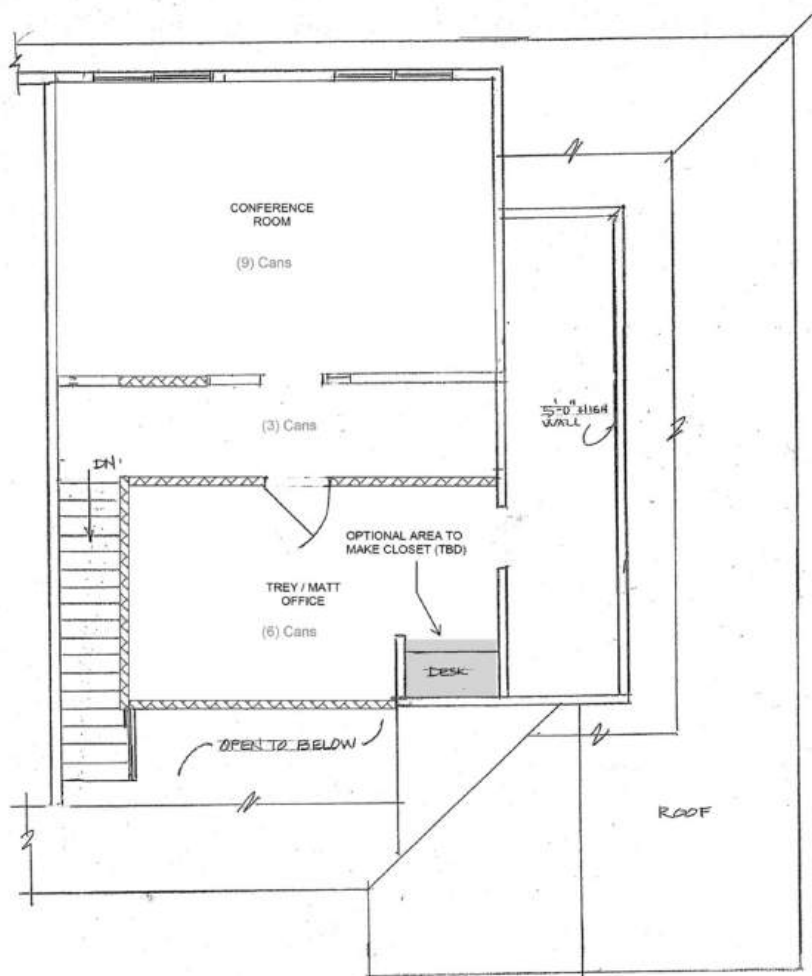 CONFERENCE
ROOM
(9) Cans
5'-0" HIGH
WALL
(3) Cans
DN
OPTIONAL AREA TO
MAKE CLOSET (TBD)
TREY / MATT
OFFICE
(6) Cans
DESK
OPEN TO BELOW
ROOF